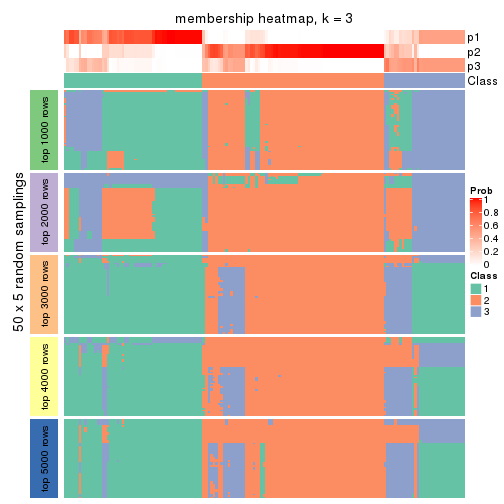 membership heatmap, k = 3
p1
p2
p3
Class
50 x 5 random samplings
top 1000 rows
top 2000 rows
top 3000 rows
top 4000 rows
top 5000 rows
Prob
1
0.8
0.6
0.4
0.2
0
Class
1
2
3